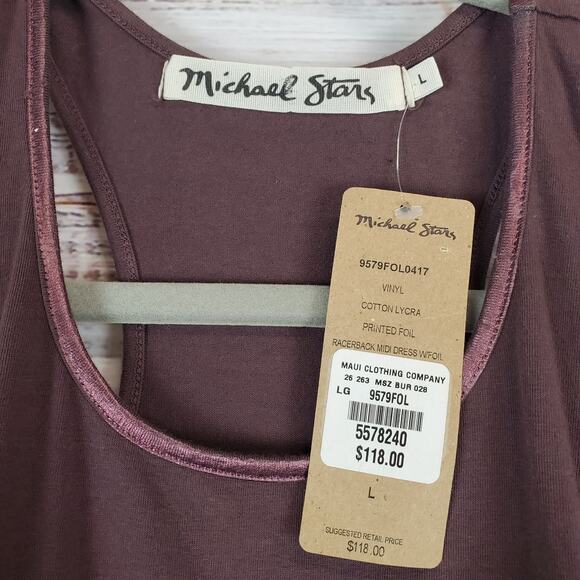 Michael Stars
L
Michael Stars
9579FOL0417
VINYL
COTTON LYCRA
PRINTED FOIL
RACERBACK MIDI DRESS W/FOIL
MAUI CLOTHING COMPANY
26 263 MSZ BUR 028
LG 9579FOL
5578240
$118.00
L
SUGGESTED RETAIL PRICE
$118.00